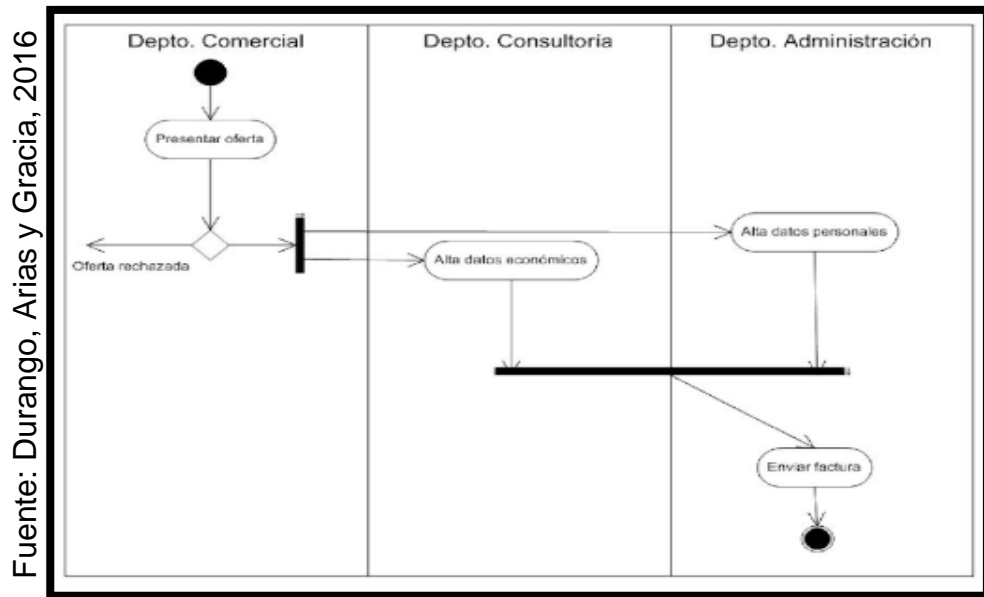 Fuente: Durango, Arias y Gracia, 2016
Depto. Comercial
Depto. Consultoría
Depto. Administración
Presentar oferta
Oferta rechazada
Alta datos económicos
Alta datos personales
Enviar factura